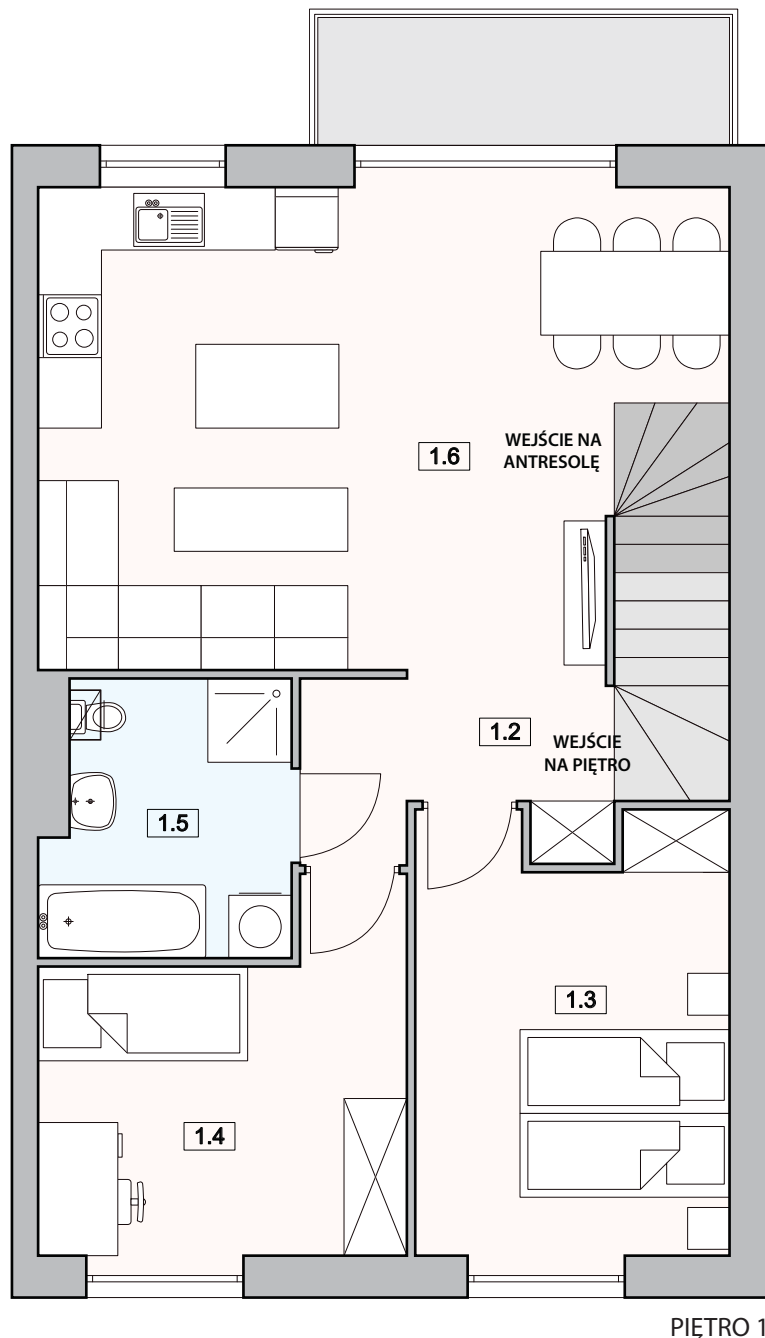 1.6
WEJŚCIE NA
ANTRESOLĘ
1.2
WEJŚCIE
NA PIĘTRO
1.5
1.3
1.4
PIĘTRO 1